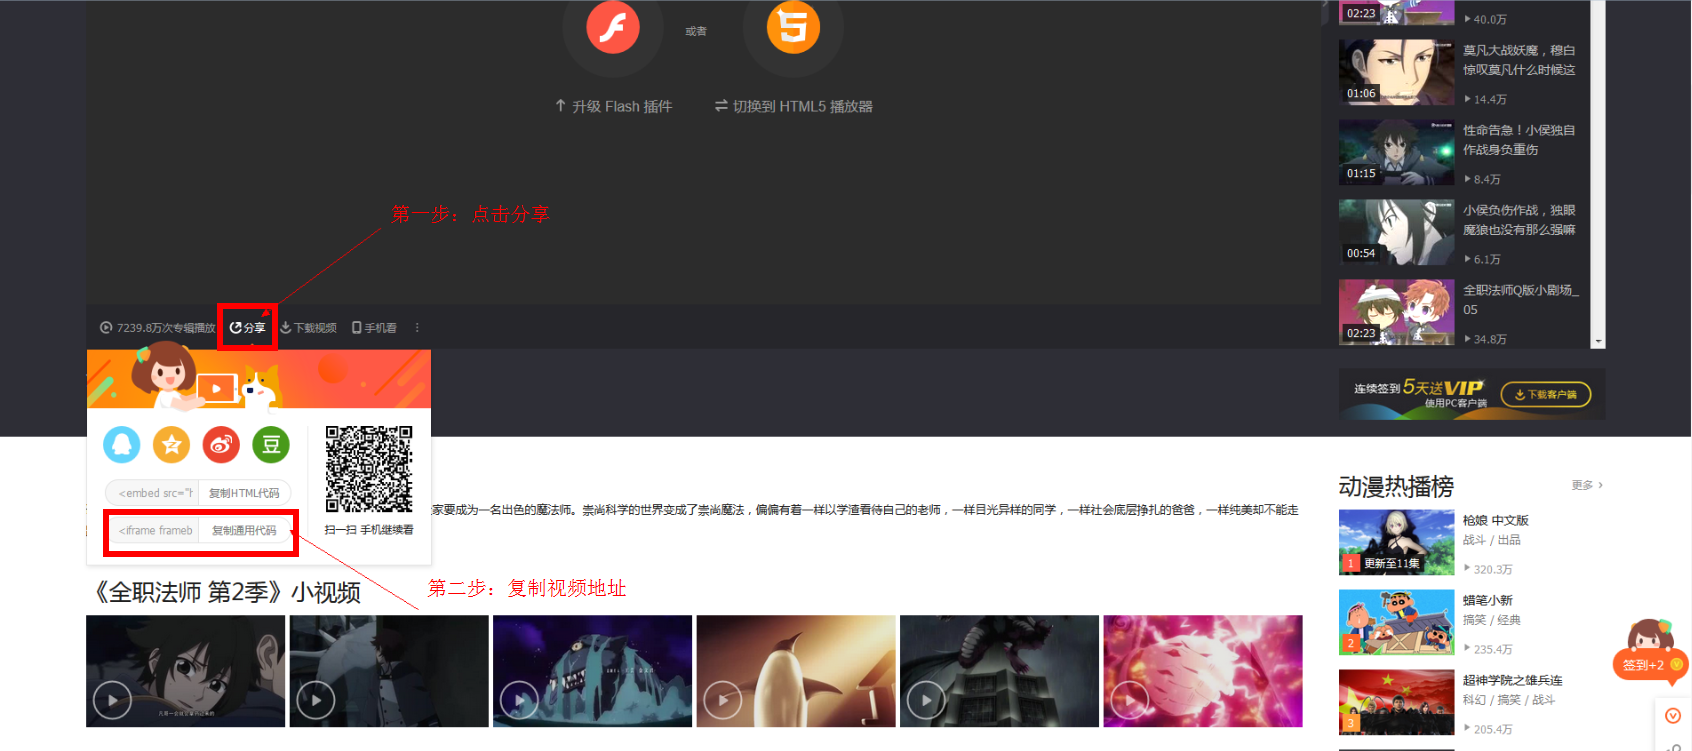 或者
升级 Flash 插件
切换到 HTML5 播放器
第一步：点击分享
7239.8万次专辑播放
分享
下载视频
手机看
<embed src="h
复制HTML代码
<iframe frameb
复制通用代码
扫一扫 手机继续看
家要成为一名出色的魔法师。崇尚科学的世界变成了崇尚魔法，偏偏有着一样以学渣看待自己的老师，一样目光异样的同学，一样社会底层挣扎的爸爸，一样纯美却不能走
第二步：复制视频地址
《全职法师 第2季》小视频
02:23
40.0万
莫凡大战妖魔，穆白
惊叹莫凡什么时候这
01:06
14.4万
性命告急！小侯独自
作战身负重伤
01:15
8.4万
小侯负伤作战，独眼
魔狼也没有那么强嘛
00:54
6.1万
全职法师Q版小剧场_
05
02:23
34.8万
连续签到5天送VIP
使用PC客户端
下载客户端
动漫热播榜
更多
枪娘 中文版
战斗 / 出品
1 更新至11集
320.3万
蜡笔小新
搞笑 / 经典
2
235.4万
超神学院之雄兵连
科幻 / 搞笑 / 战斗
3
205.4万
签到+2